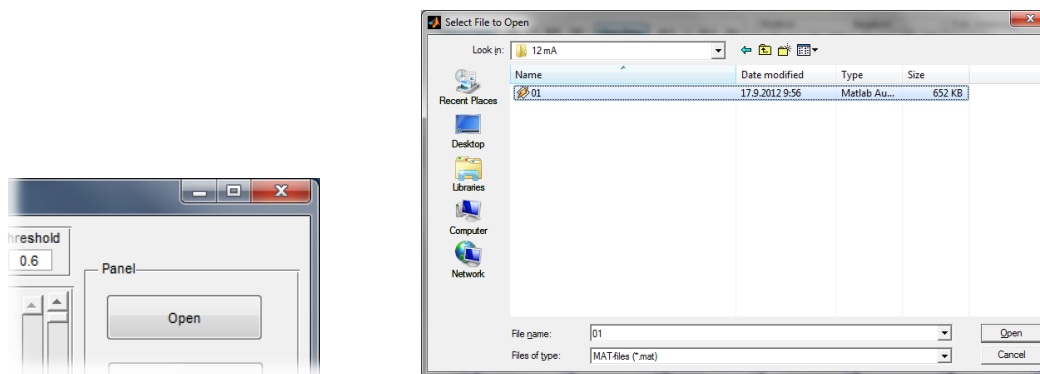 Select File to Open
Look in: 12 mA
Name Date modified Type Size
01 17.9.2012 9:56 Matlab Au... 652 KB
Recent Places
Desktop
Libraries
Computer
Network
File name: 01 Open
Files of type: MAT-files (*.mat) Cancel
hreshold
0.6
Panel
Open